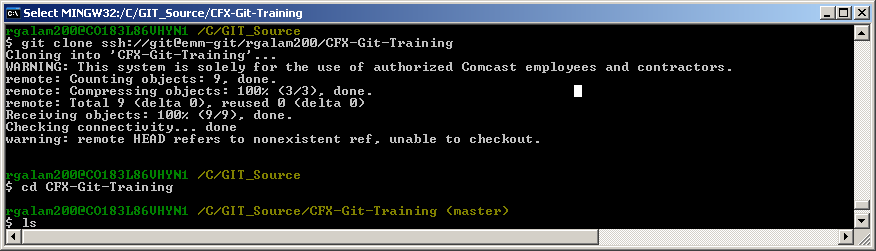 Select MINGW32:/C/GIT_Source/CFX-Git-Training
rgalam200@CO183L86VHYN1 /C/GIT_Source
$ git clone ssh://git@emm-git/rgalam200/CFX-Git-Training
Cloning into 'CFX-Git-Training'...
WARNING: This system is solely for the use of authorized Comcast employees and contractors.
remote: Counting objects: 9, done.
remote: Compressing objects: 100% (3/3), done.
remote: Total 9 (delta 0), reused 0 (delta 0)
Receiving objects: 100% (9/9), done.
Checking connectivity... done
warning: remote HEAD refers to nonexistent ref, unable to checkout.
rgalam200@CO183L86VHYN1 /C/GIT_Source
$ cd CFX-Git-Training
rgalam200@CO183L86VHYN1 /C/GIT_Source/CFX-Git-Training (master)
$ ls